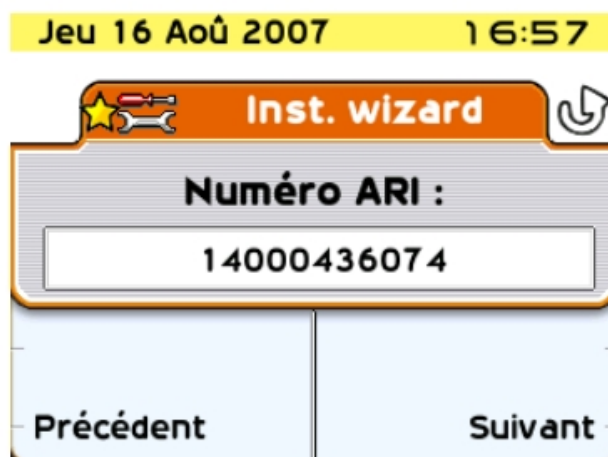 Jeu 16 Aoû 2007 16:57
Inst. wizard
Numéro ARI :
14000436074
Précédent Suivant